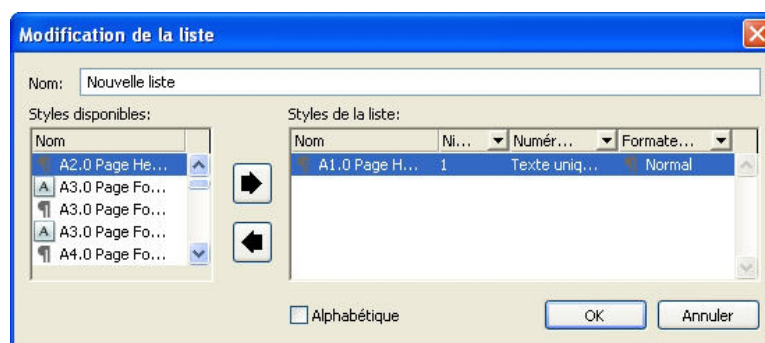 Modification de la liste
Nom: Nouvelle liste
Styles disponibles:
Styles de la liste:
Nom
Nom Ni... Numér... Formate...
A2.0 Page He...
A1.0 Page H... 1 Texte uniq... Normal
A A3.0 Page Fo...
A3.0 Page Fo...
A A3.0 Page Fo...
A4.0 Page Fo...
Alphabétique
OK
Annuler